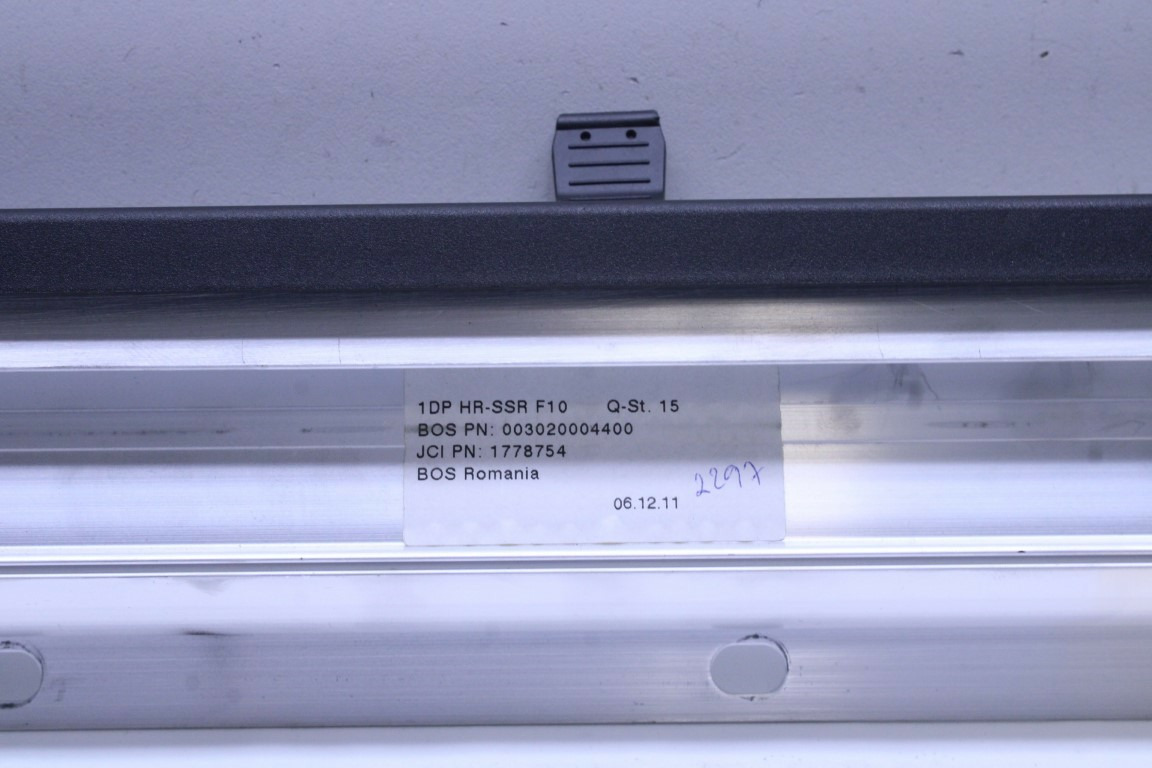 1DP HR-SSR F10 Q-St. 15
BOS PN: 003020004400
JCI PN: 1778754
BOS Romania
2297
06.12.11